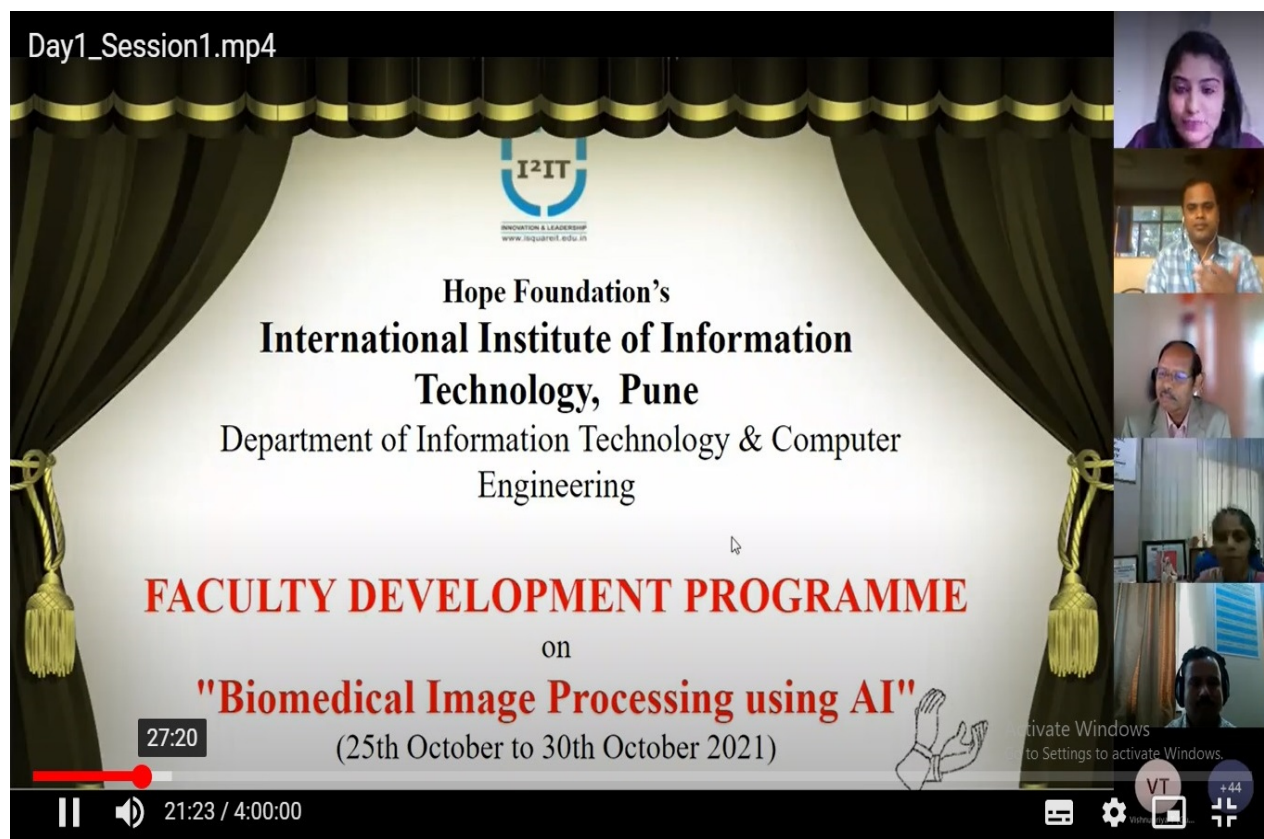 Day1_Session1.mp4
I²IT
INNOVATION & LEADERSHIP
www.isquareit.edu.in
Hope Foundation's
International Institute of Information
Technology, Pune
Department of Information Technology & Computer
Engineering
FACULTY DEVELOPMENT PROGRAMME
on
"Biomedical Image Processing using AI"
(25th October to 30th October 2021)
27:20
Activate Windows
to Settings to activate Windows.
VT
+44
21:23 / 4:00:00